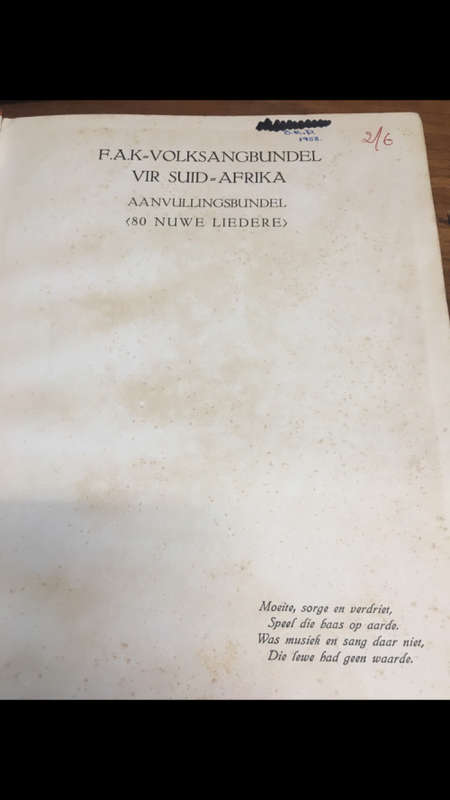 1952.
2/6
F.A.K-VOLKSANGBUNDEL
VIR SUID-AFRIKA
AANVULLINGSBUNDEL
<80 NUWE LIEDERE>
Moeite, sorge en verdriet,
Speel die baas op aarde.
Was musiek en sang daar niet,
Die lewe had geen waarde.